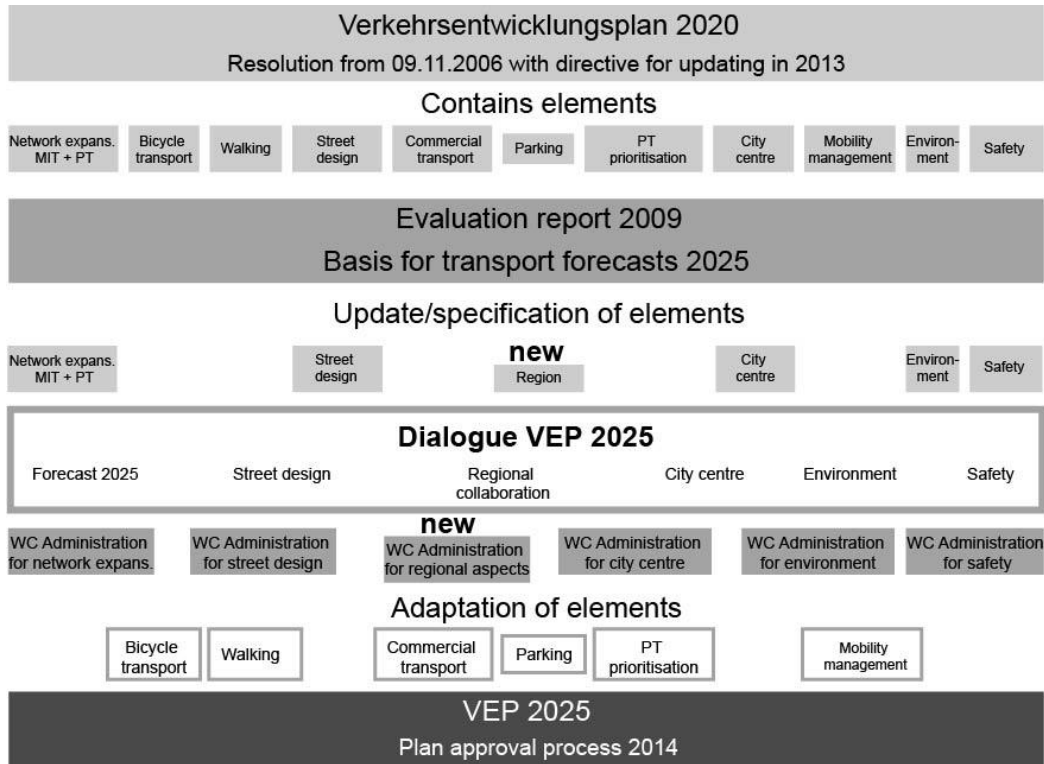 Verkehrsentwicklungsplan 2020
Resolution from 09.11.2006 with directive for updating in 2013
Contains elements
Network expans.
MIT + PT
Bicycle
transport
Walking
Street
design
Commercial
transport
Parking
PT
prioritisation
City
centre
Mobility
management
Environ-
ment
Safety
Evaluation report 2009
Basis for transport forecasts 2025
Update/specification of elements
Network expans.
MIT + PT
Street
design
new
Region
City
centre
Environ-
ment
Safety
Dialogue VEP 2025
Forecast 2025
Street design
Regional
collaboration
City centre
Environment
Safety
WC Administration
for network expans.
WC Administration
for street design
new
WC Administration
for regional aspects
WC Administration
for city centre
WC Administration
for environment
WC Administration
for safety
Adaptation of elements
Bicycle
transport
Walking
Commercial
transport
Parking
PT
prioritisation
Mobility
management
VEP 2025
Plan approval process 2014